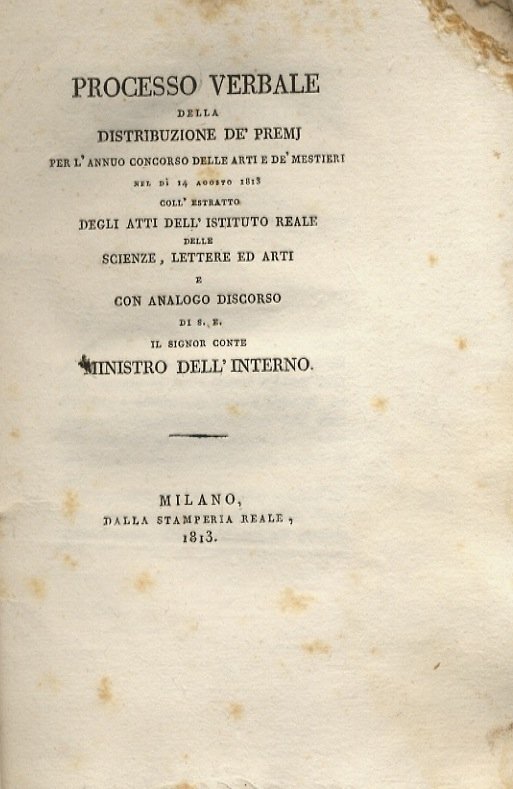 PROCESSO VERBALE
DELLA
DISTRIBUZIONE DE' PREMJ
PER L' ANNUO CONCORSO DELLE ARTI E DE' MESTIERI
NEL DÌ 14 AGOSTO 1813
COLL' ESTRATTO
DEGLI ATTI DELL' ISTITUTO REALE
DELLE
SCIENZE, LETTERE ED ARTI
E
CON ANALOGO DISCORSO
DI S. E.
IL SIGNOR CONTE
MINISTRO DELL' INTERNO.
MILANO,
DALLA STAMPERIA REALE,
1813.